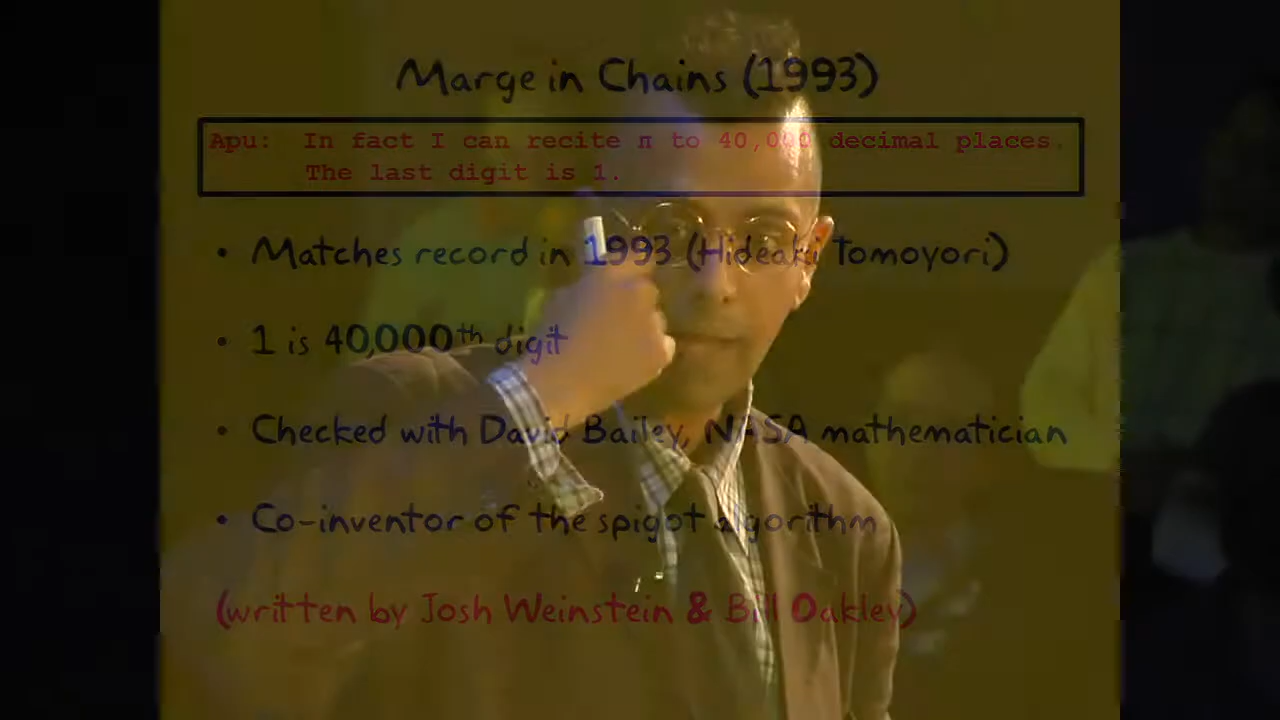 Marge in Chains (1993)
Apu: In fact I can recite π to 40,000 decimal places.
The last digit is 1.
• Matches record in 1993 (Hideaki Tomoyori)
• 1 is 40,000th digit
• Checked with David Bailey, NASA mathematician
• Co-inventor of the spigot algorithm
(written by Josh Weinstein & Bill Oakley)